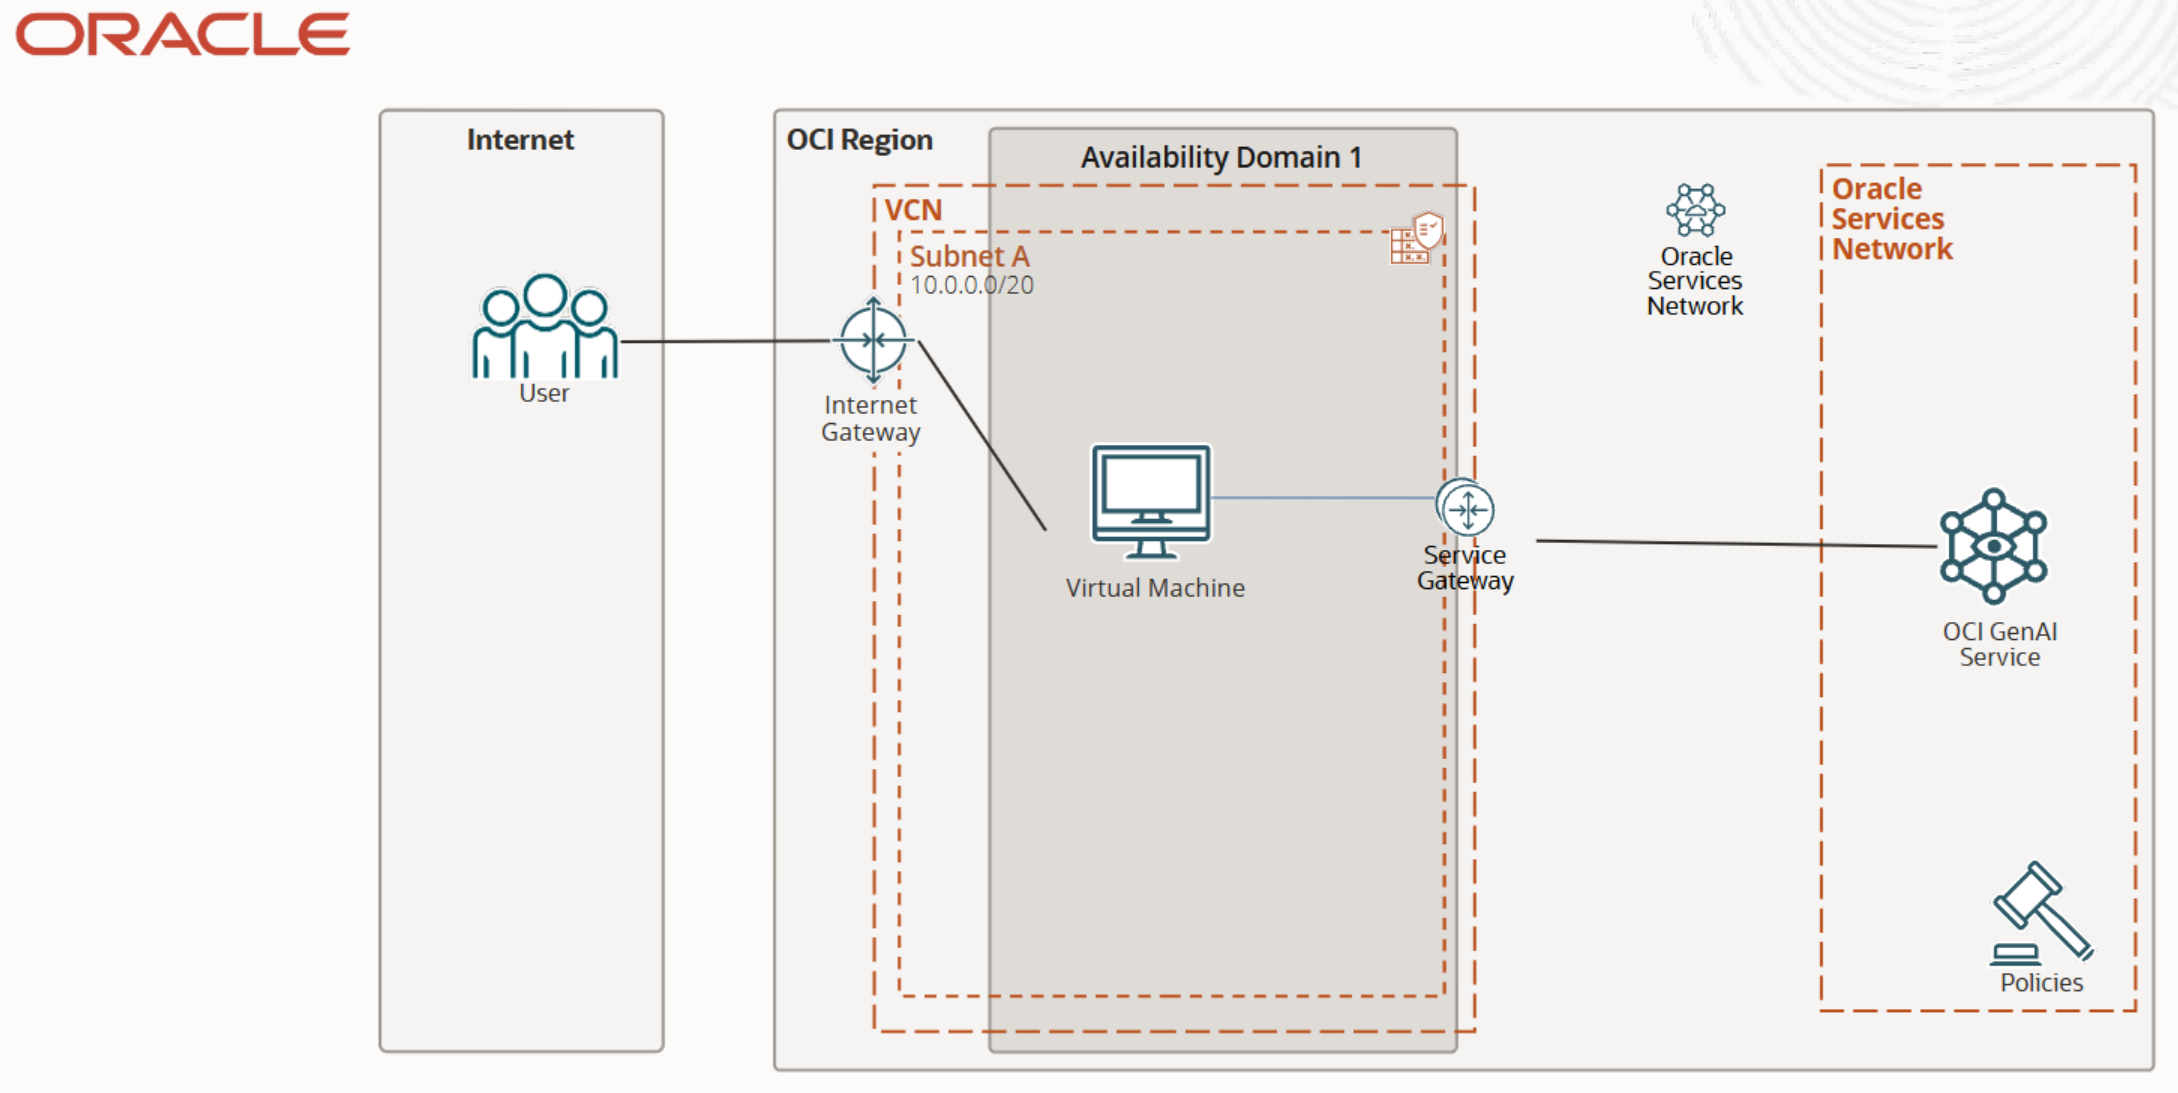 ORACLE
Internet
OCI Region
Availability Domain 1
VCN
Subnet A
10.0.0.0/20
User
Internet
Gateway
Virtual Machine
Service
Gateway
Oracle
Services
Network
Oracle
Services
Network
OCI GenAI
Service
Policies